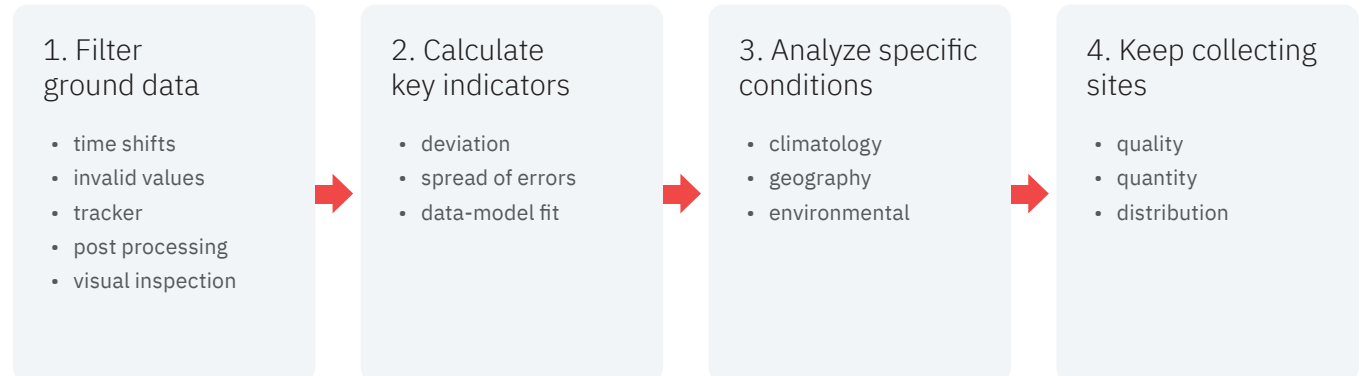 1. Filter
ground data
• time shifts
• invalid values
• tracker
• post processing
• visual inspection
2. Calculate
key indicators
• deviation
• spread of errors
• data-model fit
3. Analyze specific
conditions
• climatology
• geography
• environmental
4. Keep collecting
sites
• quality
• quantity
• distribution